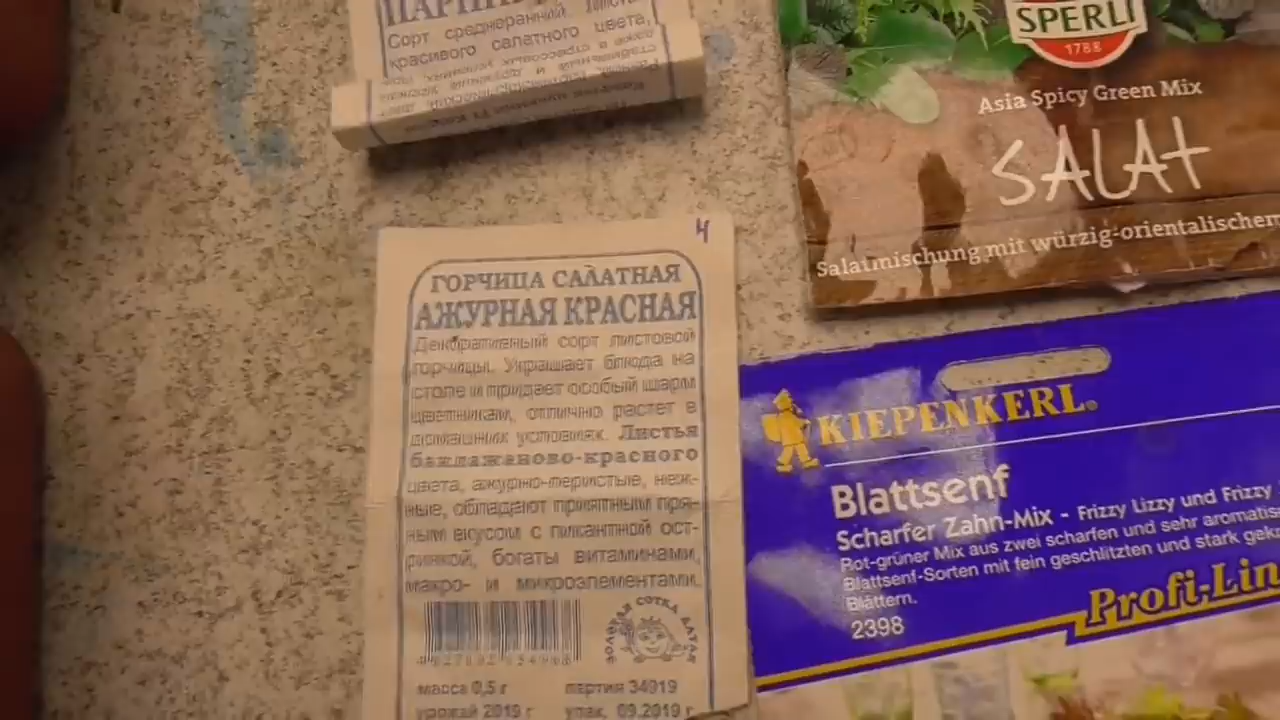 Сорт среднеранний. Листья
красивого салатного цвета,
SPERLI
1788
Asia Spicy Green Mix
SALAT
Salatmischung mit würzig-orientalischem
4
ГОРЧИЦА САЛАТНАЯ
АЖУРНАЯ КРАСНАЯ
Декоративный сорт листовой
горчицы. Украшает блюда на
столе и придает особый шарм
цветникам, отлично растет в
домашних условиях. Листья
баклажаново-красного
цвета, ажурно-перистые, неж-
ные, обладают приятным пря-
ным вкусом с пикантной ост-
ринкой, богаты витаминами,
макро- и микроэлементами.
ЗОЛОТАЯ СОТКА АЛТАЯ
масса 0,5 г партия 34919
урожай 2019 г упак. 09.2019 г
KIEPENKERL®
Blattsenf
Scharfer Zahn-Mix - Frizzy Lizzy und Frizzy
Rot-grüner Mix aus zwei scharfen und sehr aromatis
Blattsenf-Sorten mit fein geschlitzten und stark geka
Blättern.
2398
Profi-Lin